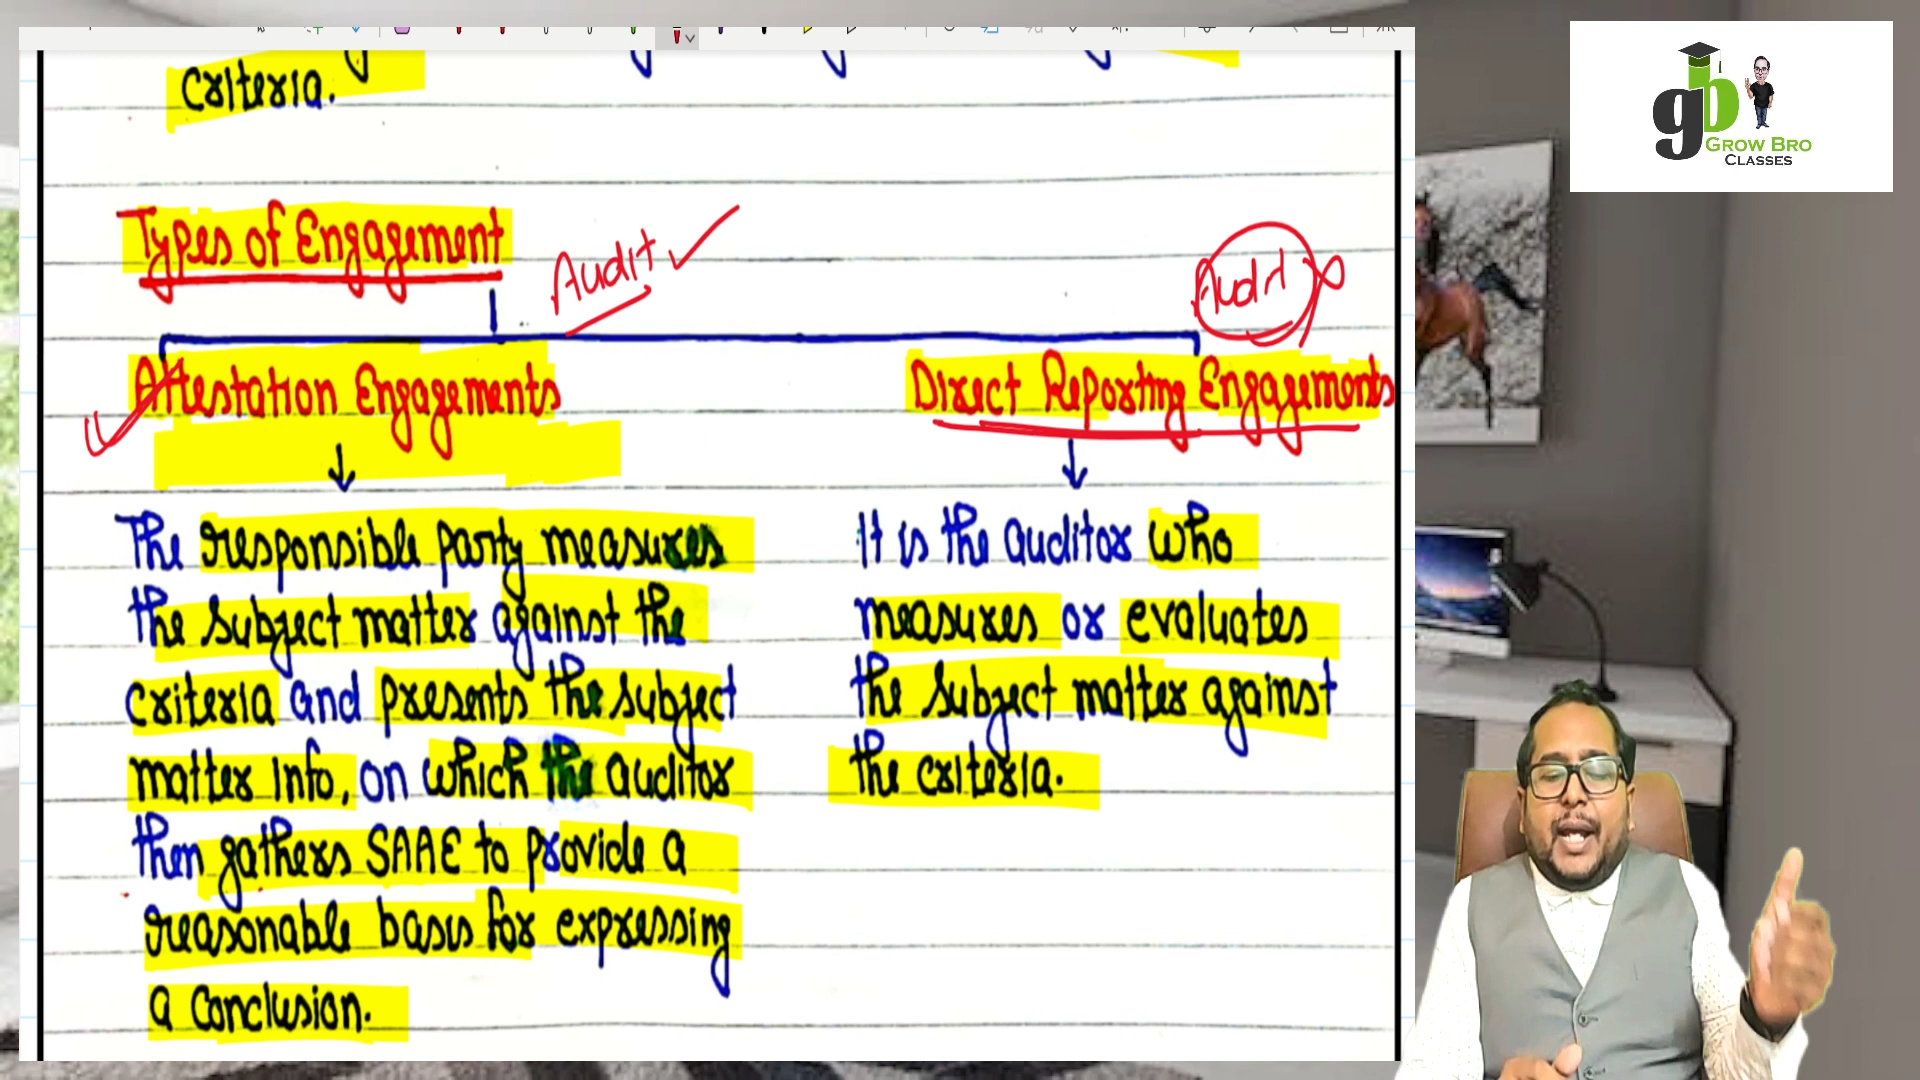 Criteria.
Types of Engagement
Audit
Audit
Attestation Engagements
Direct Reporting Engagements
The responsible party measures
the subject matter against the
criteria and presents the subject
matter info, on which the auditor
then gathers SAAE to provide a
reasonable basis for expressing
a conclusion.
It is the auditor who
measures or evaluates
the subject matter against
the criteria.
gb
GROW BRO
CLASSES